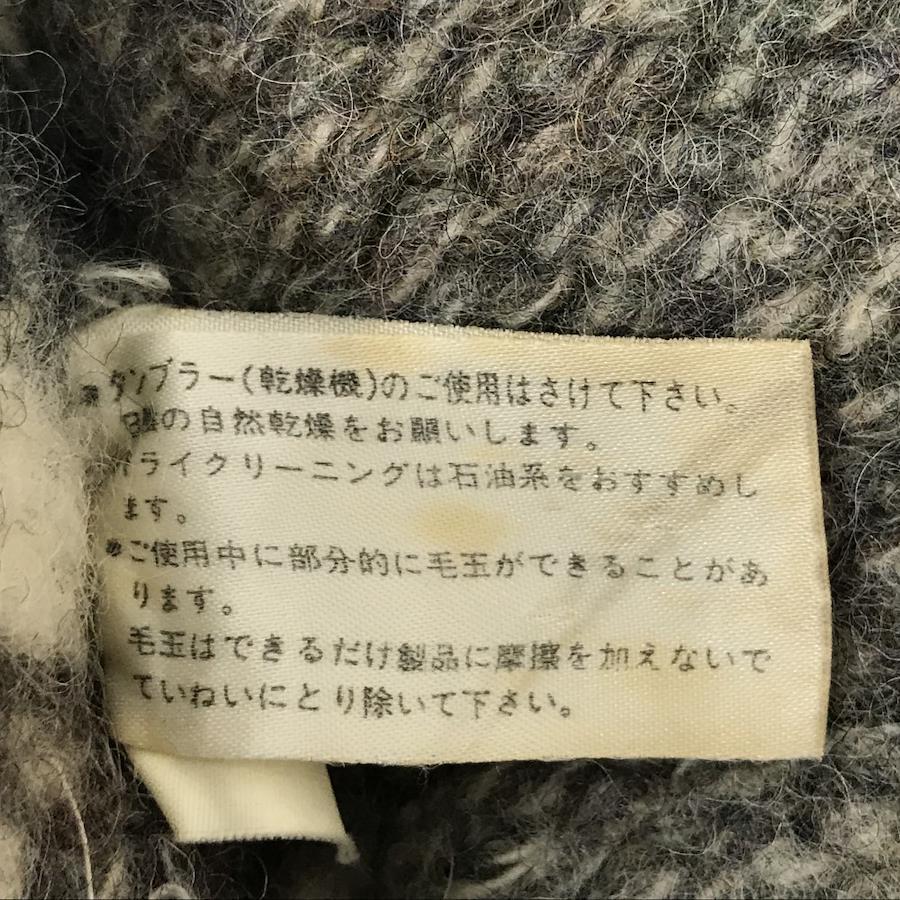 ※タンブラー(乾燥機)のご使用はさけて下さい。
日陰の自然乾燥をお願いします。
ドライクリーニングは石油系をおすすめし
ます。
※ご使用中に部分的に毛玉ができることがあ
ります。
毛玉はできるだけ製品に摩擦を加えないで
ていねいにとり除いて下さい。